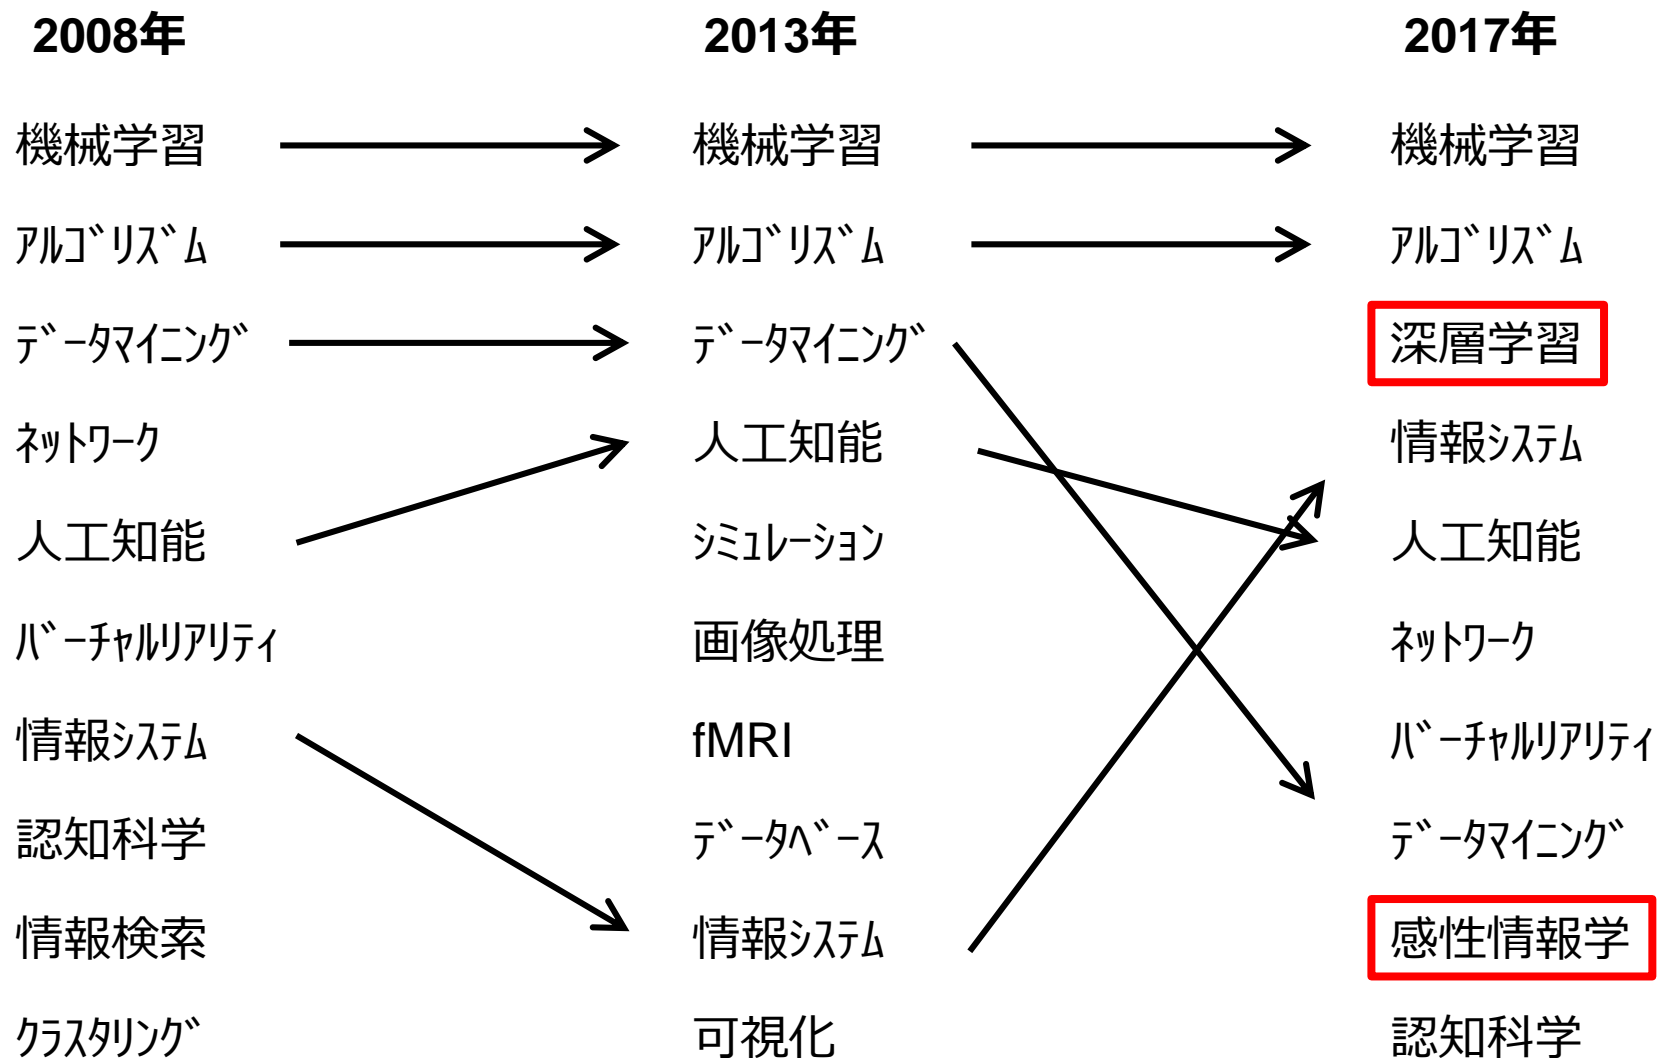 2008年 2013年 2017年
機械学習 機械学習 機械学習
ｱﾙｺﾞﾘｽﾞﾑ ｱﾙｺﾞﾘｽﾞﾑ ｱﾙｺﾞﾘｽﾞﾑ
ﾃﾞｰﾀﾏｲﾆﾝｸﾞ ﾃﾞｰﾀﾏｲﾆﾝｸﾞ 深層学習
ﾈｯﾄﾜｰｸ 人工知能 情報ｼｽﾃﾑ
人工知能 ｼﾐｭﾚｰｼｮﾝ 人工知能
ﾊﾞｰﾁｬﾙﾘｱﾘﾃｨ 画像処理 ﾈｯﾄﾜｰｸ
情報ｼｽﾃﾑ fMRI ﾊﾞｰﾁｬﾙﾘｱﾘﾃｨ
認知科学 ﾃﾞｰﾀﾍﾞｰｽ ﾃﾞｰﾀﾏｲﾆﾝｸﾞ
情報検索 情報ｼｽﾃﾑ 感性情報学
ｸﾗｽﾀﾘﾝｸﾞ 可視化 認知科学